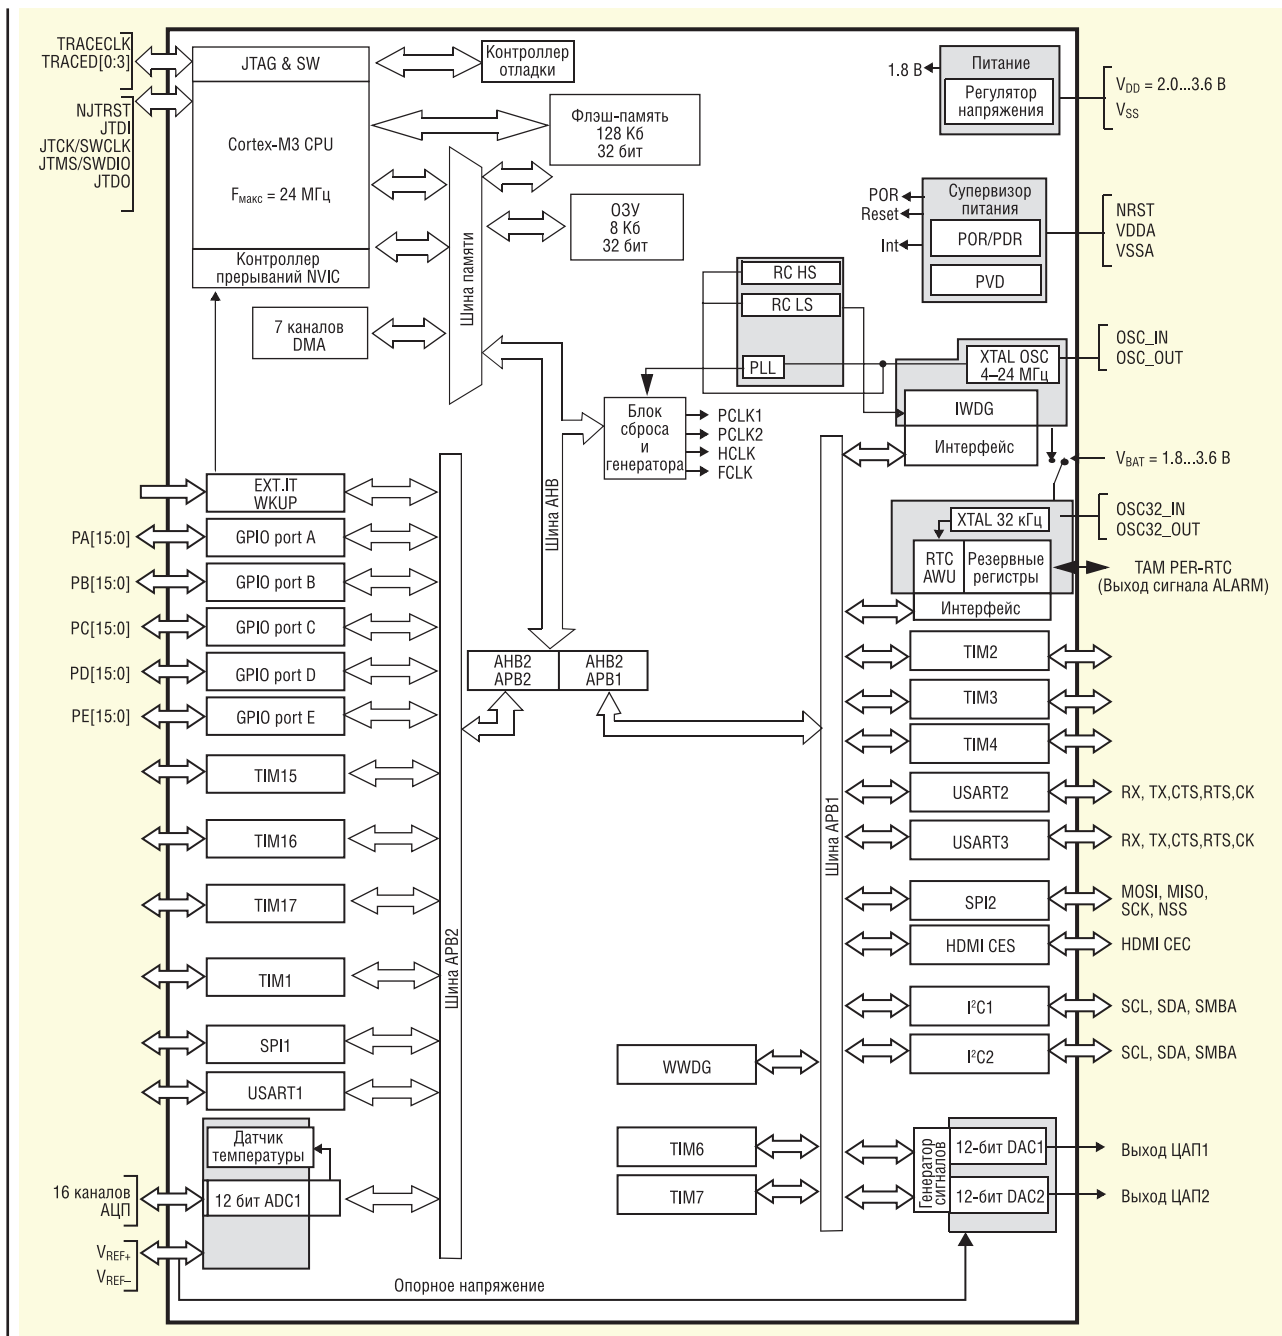 TRACECLK
TRACED[0:3]
NJTRST
JTDI
JTCK/SWCLK
JTMS/SWDIO
JTDO
JTAG & SW
Cortex-M3 CPU
Fмакс = 24 МГц
Контроллер
прерываний NVIC
Контроллер
отладки
Флэш-память
128 Кб
32 бит
ОЗУ
8 Кб
32 бит
7 каналов
DMA
Шина памяти
1.8 В
Питание
Регулятор
напряжения
VDD = 2.0...3.6 В
VSS
POR
Reset
Int
Супервизор
питания
POR/PDR
PVD
NRST
VDDA
VSSA
RC HS
RC LS
PLL
XTAL OSC
4–24 МГц
OSC_IN
OSC_OUT
IWDG
Интерфейс
Блок
сброса
и
генератора
PCLK1
PCLK2
HCLK
FCLK
VBAT = 1.8...3.6 В
XTAL 32 кГц
OSC32_IN
OSC32_OUT
RTC
AWU
Резервные
регистры
Интерфейс
TAM PER-RTC
(Выход сигнала ALARM)
Шина AHB
EXT.IT
WKUP
PA[15:0]
GPIO port A
PB[15:0]
GPIO port B
PC[15:0]
GPIO port C
PD[15:0]
GPIO port D
PE[15:0]
GPIO port E
TIM15
TIM16
TIM17
TIM1
SPI1
USART1
Датчик
температуры
16 каналов
АЦП
12 бит ADC1
VREF+
VREF–
Шина APB2
AHB2
APB2
AHB2
APB1
Шина APB1
TIM2
TIM3
TIM4
USART2
RX, TX,CTS,RTS,CK
USART3
RX, TX,CTS,RTS,CK
SPI2
MOSI, MISO,
SCK, NSS
HDMI CES
HDMI CEC
I²C1
SCL, SDA, SMBA
I²C2
SCL, SDA, SMBA
WWDG
TIM6
TIM7
Генератор
сигналов
12-бит DAC1
Выход ЦАП1
12-бит DAC2
Выход ЦАП2
Опорное напряжение